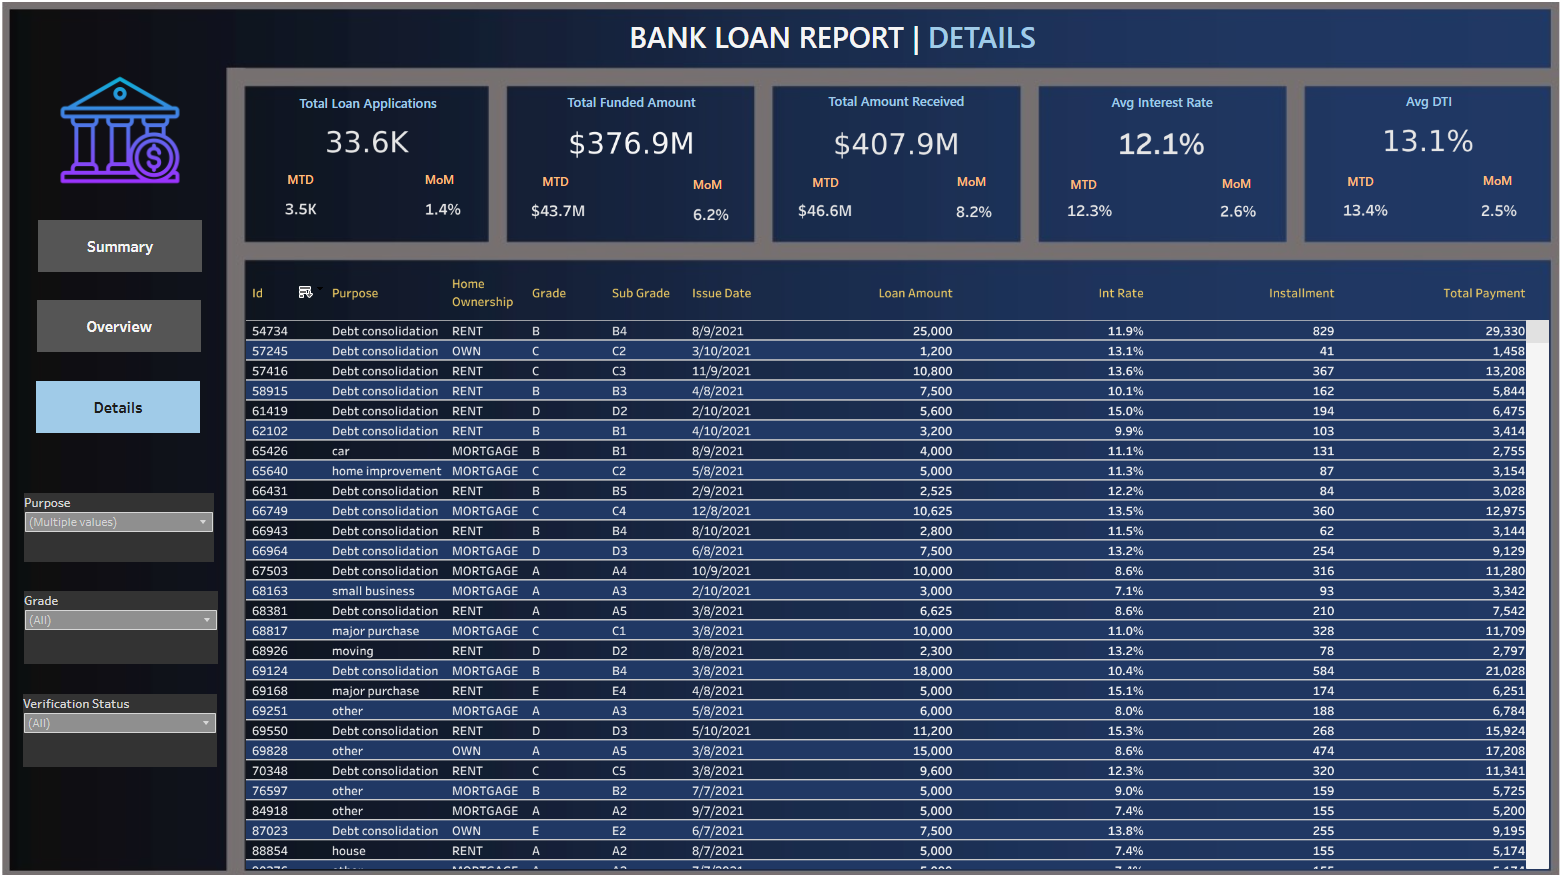 BANK LOAN REPORT | DETAILS
Total Loan Applications
33.6K
MTD MoM
3.5K 1.4%
Total Funded Amount
$376.9M
MTD MoM
$43.7M 6.2%
Total Amount Received
$407.9M
MTD MoM
$46.6M 8.2%
Avg Interest Rate
12.1%
MTD MoM
12.3% 2.6%
Avg DTI
13.1%
MTD MoM
13.4% 2.5%
Summary
Overview
Details
Purpose
(Multiple values)
Grade
(All)
Verification Status
(All)
Id Purpose Home Ownership Grade Sub Grade Issue Date Loan Amount Int Rate Installment Total Payment
54734 Debt consolidation RENT B B4 8/9/2021 25,000 11.9% 829 29,330
57245 Debt consolidation OWN C C2 3/10/2021 1,200 13.1% 41 1,458
57416 Debt consolidation RENT C C3 11/9/2021 10,800 13.6% 367 13,208
58915 Debt consolidation RENT B B3 4/8/2021 7,500 10.1% 162 5,844
61419 Debt consolidation RENT D D2 2/10/2021 5,600 15.0% 194 6,475
62102 Debt consolidation RENT B B1 4/10/2021 3,200 9.9% 103 3,414
65426 car MORTGAGE B B1 8/9/2021 4,000 11.1% 131 2,755
65640 home improvement MORTGAGE C C2 5/8/2021 5,000 11.3% 87 3,154
66431 Debt consolidation RENT B B5 2/9/2021 2,525 12.2% 84 3,028
66749 Debt consolidation MORTGAGE C C4 12/8/2021 10,625 13.5% 360 12,975
66943 Debt consolidation RENT B B4 8/10/2021 2,800 11.5% 62 3,144
66964 Debt consolidation MORTGAGE D D3 6/8/2021 7,500 13.2% 254 9,129
67503 Debt consolidation MORTGAGE A A4 10/9/2021 10,000 8.6% 316 11,280
68163 small business MORTGAGE A A3 2/10/2021 3,000 7.1% 93 3,342
68381 Debt consolidation RENT A A5 3/8/2021 6,625 8.6% 210 7,542
68817 major purchase MORTGAGE C C1 3/8/2021 10,000 11.0% 328 11,709
68926 moving RENT D D2 8/8/2021 2,300 13.2% 78 2,797
69124 Debt consolidation MORTGAGE B B4 3/8/2021 18,000 10.4% 584 21,028
69168 major purchase RENT E E4 4/8/2021 5,000 15.1% 174 6,251
69251 other MORTGAGE A A3 5/8/2021 6,000 8.0% 188 6,784
69550 Debt consolidation RENT D D3 5/10/2021 11,200 15.3% 268 15,924
69828 other OWN A A5 3/8/2021 15,000 8.6% 474 17,208
70348 Debt consolidation RENT C C5 3/8/2021 9,600 12.3% 320 11,341
76597 other MORTGAGE B B2 7/7/2021 5,000 9.0% 159 5,725
84918 other MORTGAGE A A2 9/7/2021 5,000 7.4% 155 5,200
87023 Debt consolidation OWN E E2 6/7/2021 7,500 13.8% 255 9,195
88854 house RENT A A2 8/7/2021 5,000 7.4% 155 5,174